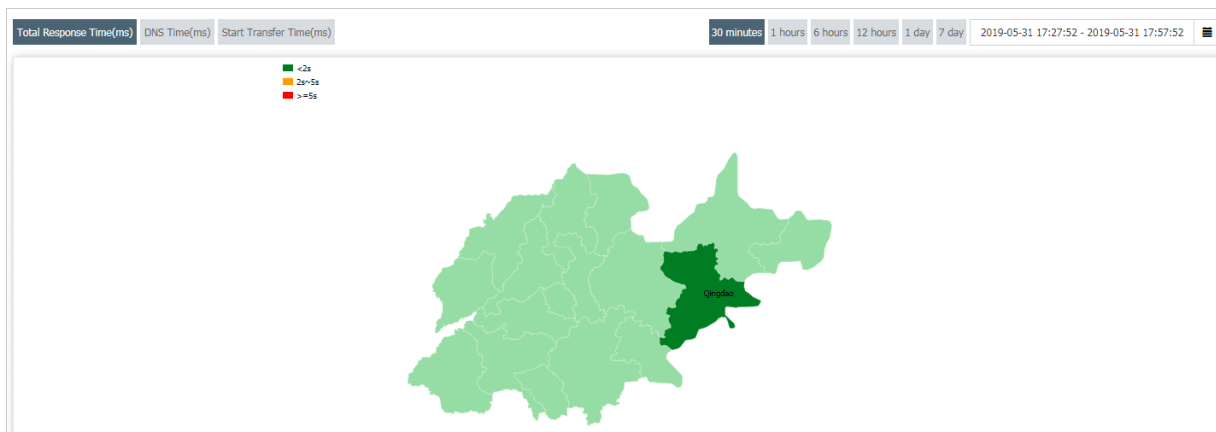 Total Response Time(ms) DNS Time(ms) Start Transfer Time(ms) 30 minutes 1 hours 6 hours 12 hours 1 day 7 day 2019-05-31 17:27:52 - 2019-05-31 17:57:52
<2s
2s~5s
>=5s
Qingdao